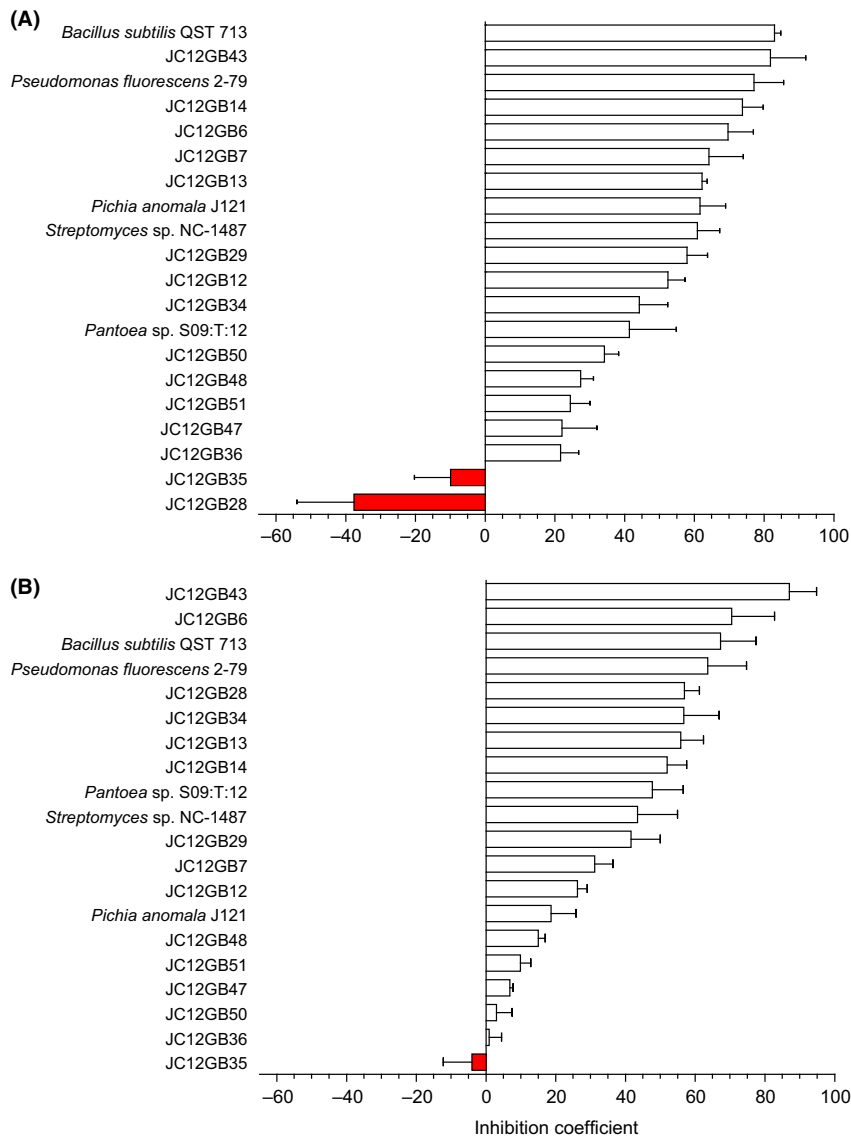 (A)
Bacillus subtilis QST 713
JC12GB43
Pseudomonas fluorescens 2-79
JC12GB14
JC12GB6
JC12GB7
JC12GB13
Pichia anomala J121
Streptomyces sp. NC-1487
JC12GB29
JC12GB12
JC12GB34
Pantoea sp. S09:T:12
JC12GB50
JC12GB48
JC12GB51
JC12GB47
JC12GB36
JC12GB35
JC12GB28
–60 –40 –20 0 20 40 60 80 100
(B)
JC12GB43
JC12GB6
Bacillus subtilis QST 713
Pseudomonas fluorescens 2-79
JC12GB28
JC12GB34
JC12GB13
JC12GB14
Pantoea sp. S09:T:12
Streptomyces sp. NC-1487
JC12GB29
JC12GB7
JC12GB12
Pichia anomala J121
JC12GB48
JC12GB51
JC12GB47
JC12GB50
JC12GB36
JC12GB35
–60 –40 –20 0 20 40 60 80 100
Inhibition coefficient